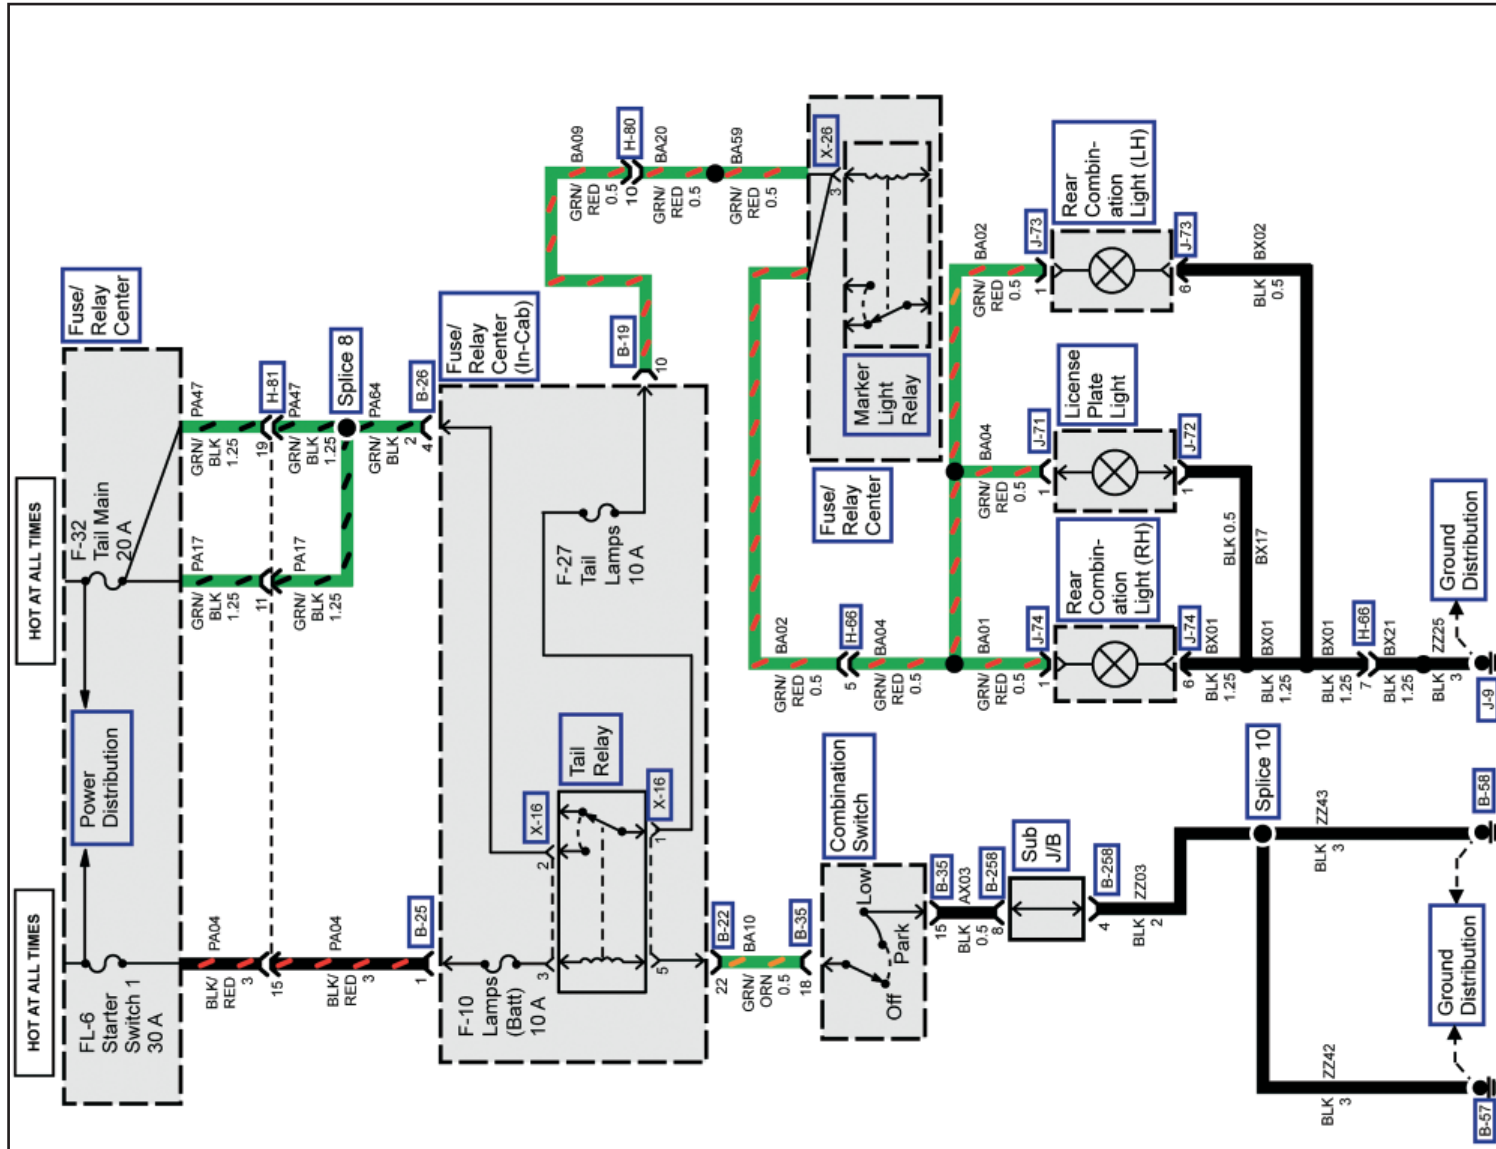 HOT AT ALL TIMES
FL-6
Starter
Switch 1
30 A
Power
Distribution
HOT AT ALL TIMES
F-32
Tail Main
20 A
Fuse/
Relay
Center
BLK/
RED
3
PA04
15
BLK/
RED
3
PA04
1
B-25
GRN/
BLK
1.25
PA17
11
GRN/
BLK
1.25
PA17
GRN/
BLK
1.25
PA47
19
H-81
GRN/
BLK
1.25
PA47
Splice 8
GRN/
BLK
2
PA64
4
B-26
Fuse/
Relay
Center
(In-Cab)
F-10
Lamps
(Batt)
10 A
3
2
X-16
Tail
Relay
5
1
X-16
F-27
Tail
Lamps
10 A
10
B-19
22
B-22
GRN/
ORN
0.5
BA10
18
B-35
Combination
Switch
Off
Park
Low
15
B-35
BLK
0.5
AX03
8
B-258
Sub
J/B
4
B-258
BLK
2
ZZ03
Splice 10
BLK
3
ZZ42
BLK
3
ZZ43
B-57
Ground
Distribution
B-58
GRN/
RED
0.5
BA09
10
H-80
GRN/
RED
0.5
BA20
GRN/
RED
0.5
BA59
3
X-26
Marker
Light
Relay
Fuse/
Relay
Center
GRN/
RED
0.5
BA02
5
H-66
GRN/
RED
0.5
BA04
GRN/
RED
0.5
BA01
1
J-74
Rear
Combin-
ation
Light (RH)
6
J-74
GRN/
RED
0.5
BA04
1
J-71
License
Plate
Light
1
J-72
GRN/
RED
0.5
BA02
1
J-73
Rear
Combin-
ation
Light (LH)
6
J-73
BLK
1.25
BX01
BLK 0.5
BX17
BLK
0.5
BX02
BLK
1.25
BX01
BLK
1.25
BX01
7
H-66
BLK
1.25
BX21
BLK
3
ZZ25
J-9
Ground
Distribution